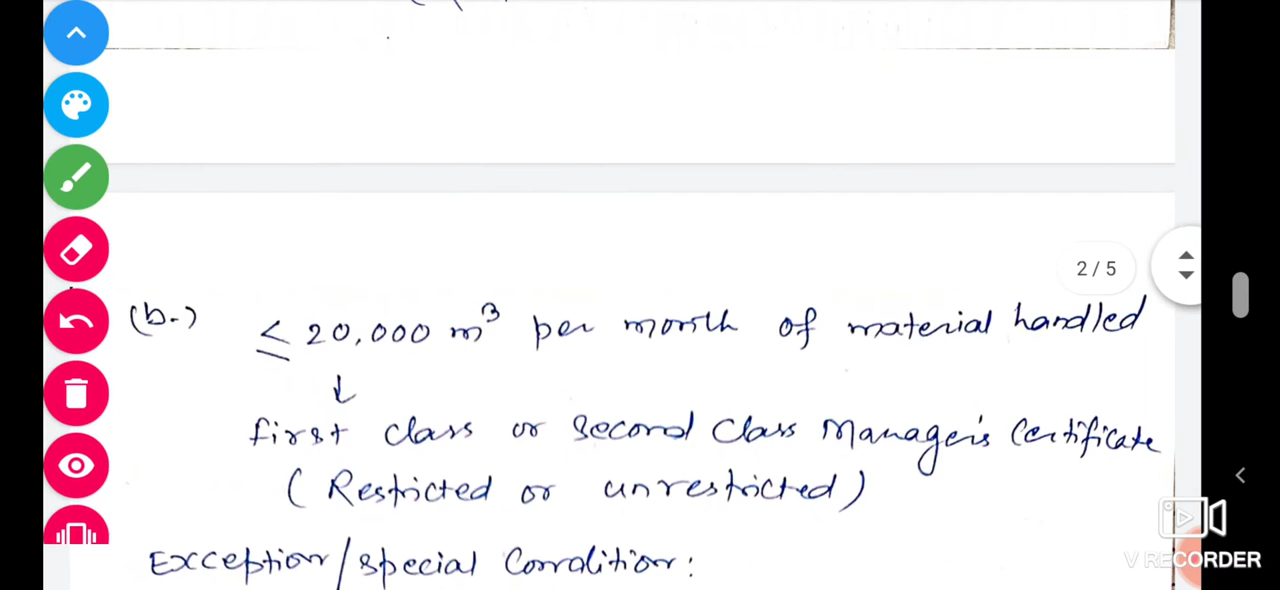 2 / 5
(b.) ≤ 20,000 m³ per month of material handled
↓
first class or Second Class Manager's Certificate
( Restricted or unrestricted )
Exception/special Condition:
V RECORDER